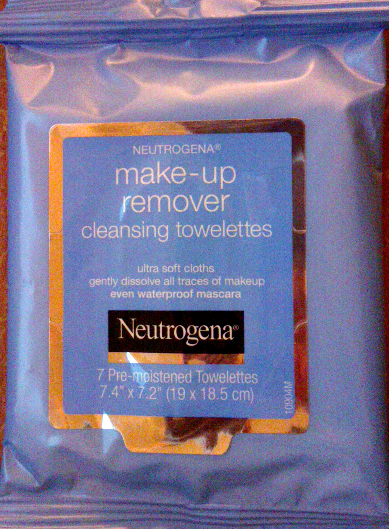 NEUTROGENA®
make-up
remover
cleansing towelettes
ultra soft cloths
gently dissolve all traces of makeup
even waterproof mascara
Neutrogena®
7 Pre-moistened Towelettes
7.4" x 7.2" (19 x 18.5 cm)
10904M